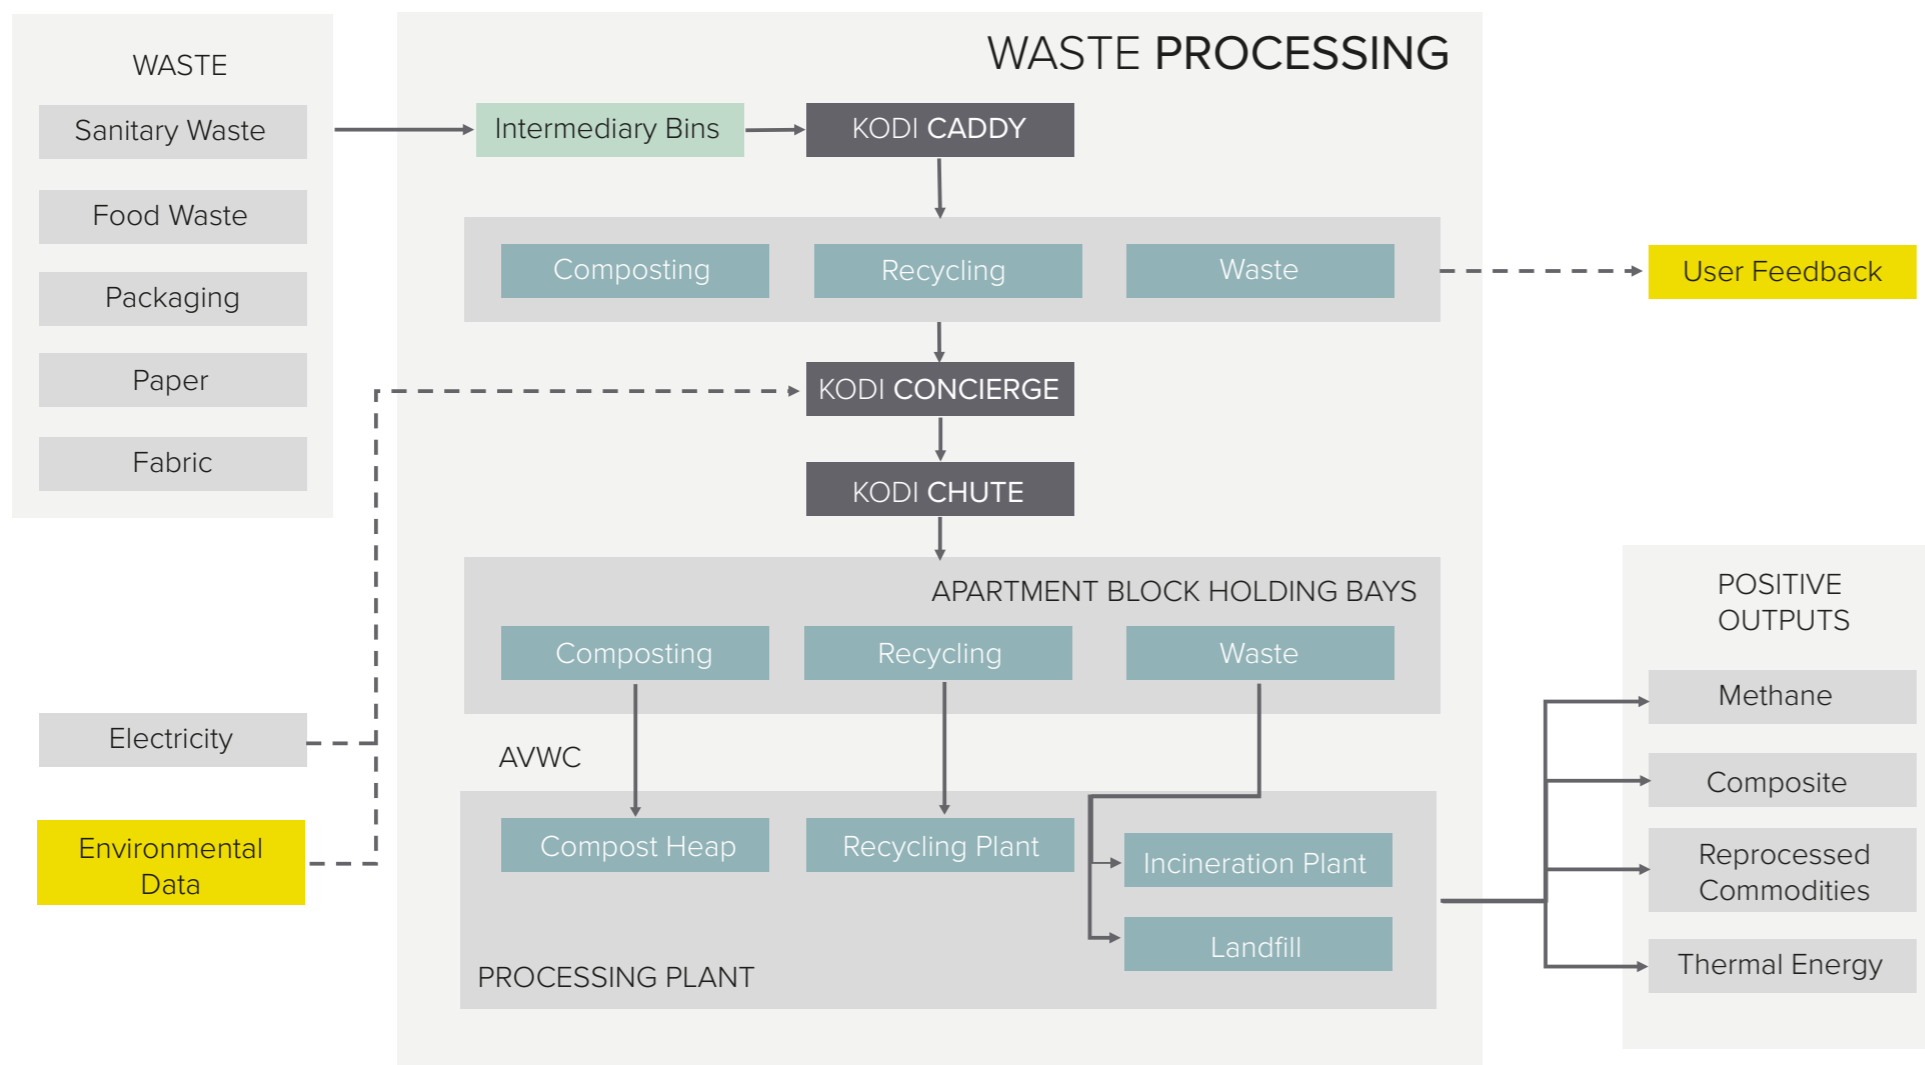 WASTE
Sanitary Waste
Food Waste
Packaging
Paper
Fabric
Electricity
Environmental
Data
WASTE PROCESSING
Intermediary Bins
KODI CADDY
Composting
Recycling
Waste
User Feedback
KODI CONCIERGE
KODI CHUTE
APARTMENT BLOCK HOLDING BAYS
Composting
Recycling
Waste
AVWC
Compost Heap
Recycling Plant
Incineration Plant
Landfill
PROCESSING PLANT
POSITIVE
OUTPUTS
Methane
Composite
Reprocessed
Commodities
Thermal Energy